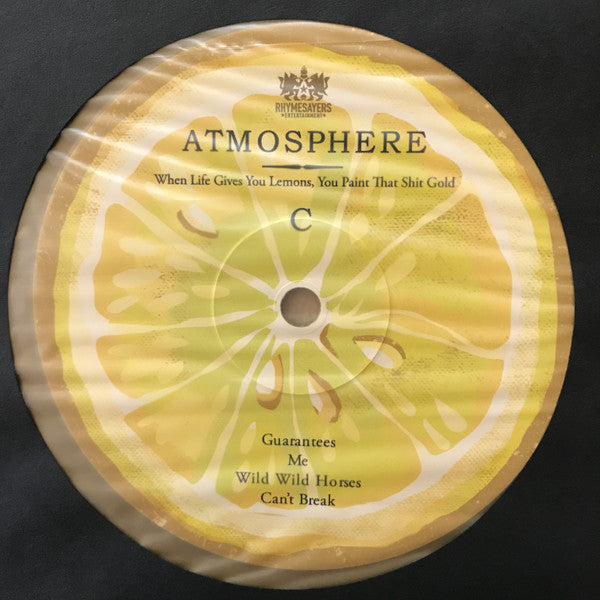 RHYMESAYERS
ENTERTAINMENT
ATMOSPHERE
When Life Gives You Lemons, You Paint That Shit Gold
C
Guarantees
Me
Wild Wild Horses
Can't Break